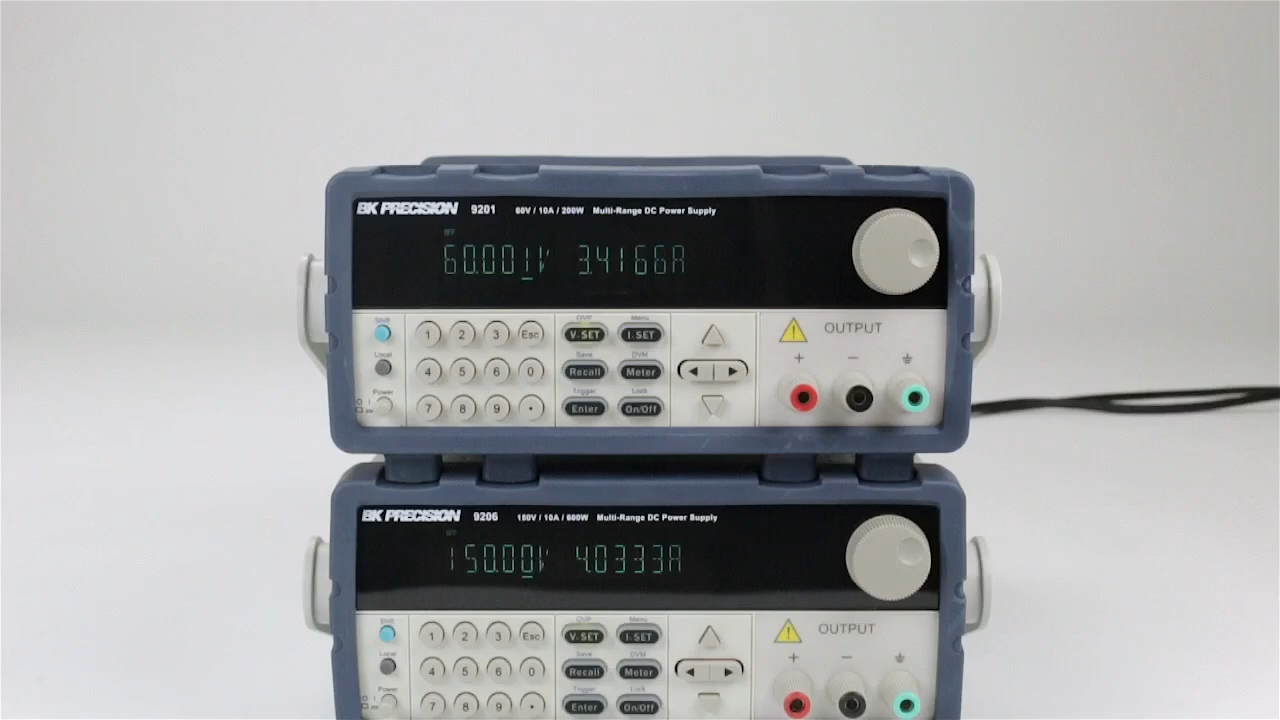 BK PRECISION 9201 60V / 10A / 200W Multi-Range DC Power Supply
OFF
60.001V 3.4166A
Shift
OVP Menu
1 2 3 Esc V-SET I-SET
OUTPUT
Local
Save DVM
4 5 6 0 Recall Meter
+ −
Power
Trigger Lock
7 8 9 . Enter On/Off
BK PRECISION 9206 150V / 10A / 600W Multi-Range DC Power Supply
OFF
150.00V 4.0333A
Shift
OVP Menu
1 2 3 Esc V-SET I-SET
OUTPUT
Local
Save DVM
4 5 6 0 Recall Meter
+ −
Power
Trigger Lock
7 8 9 . Enter On/Off